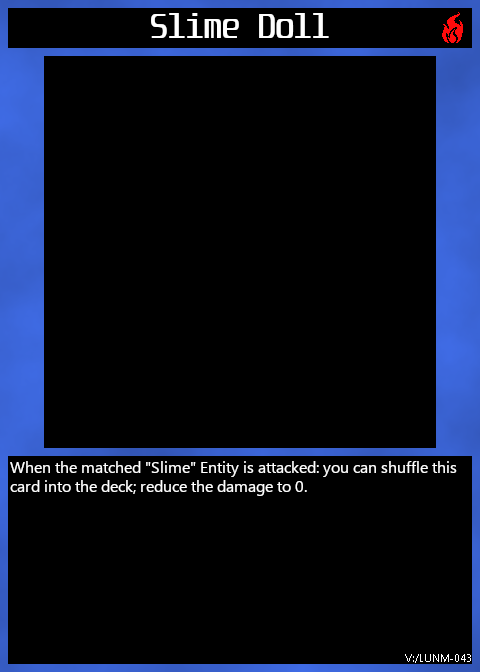 Slime Doll
When the matched "Slime" Entity is attacked: you can shuffle this
card into the deck; reduce the damage to 0.
V:/LUNM-043